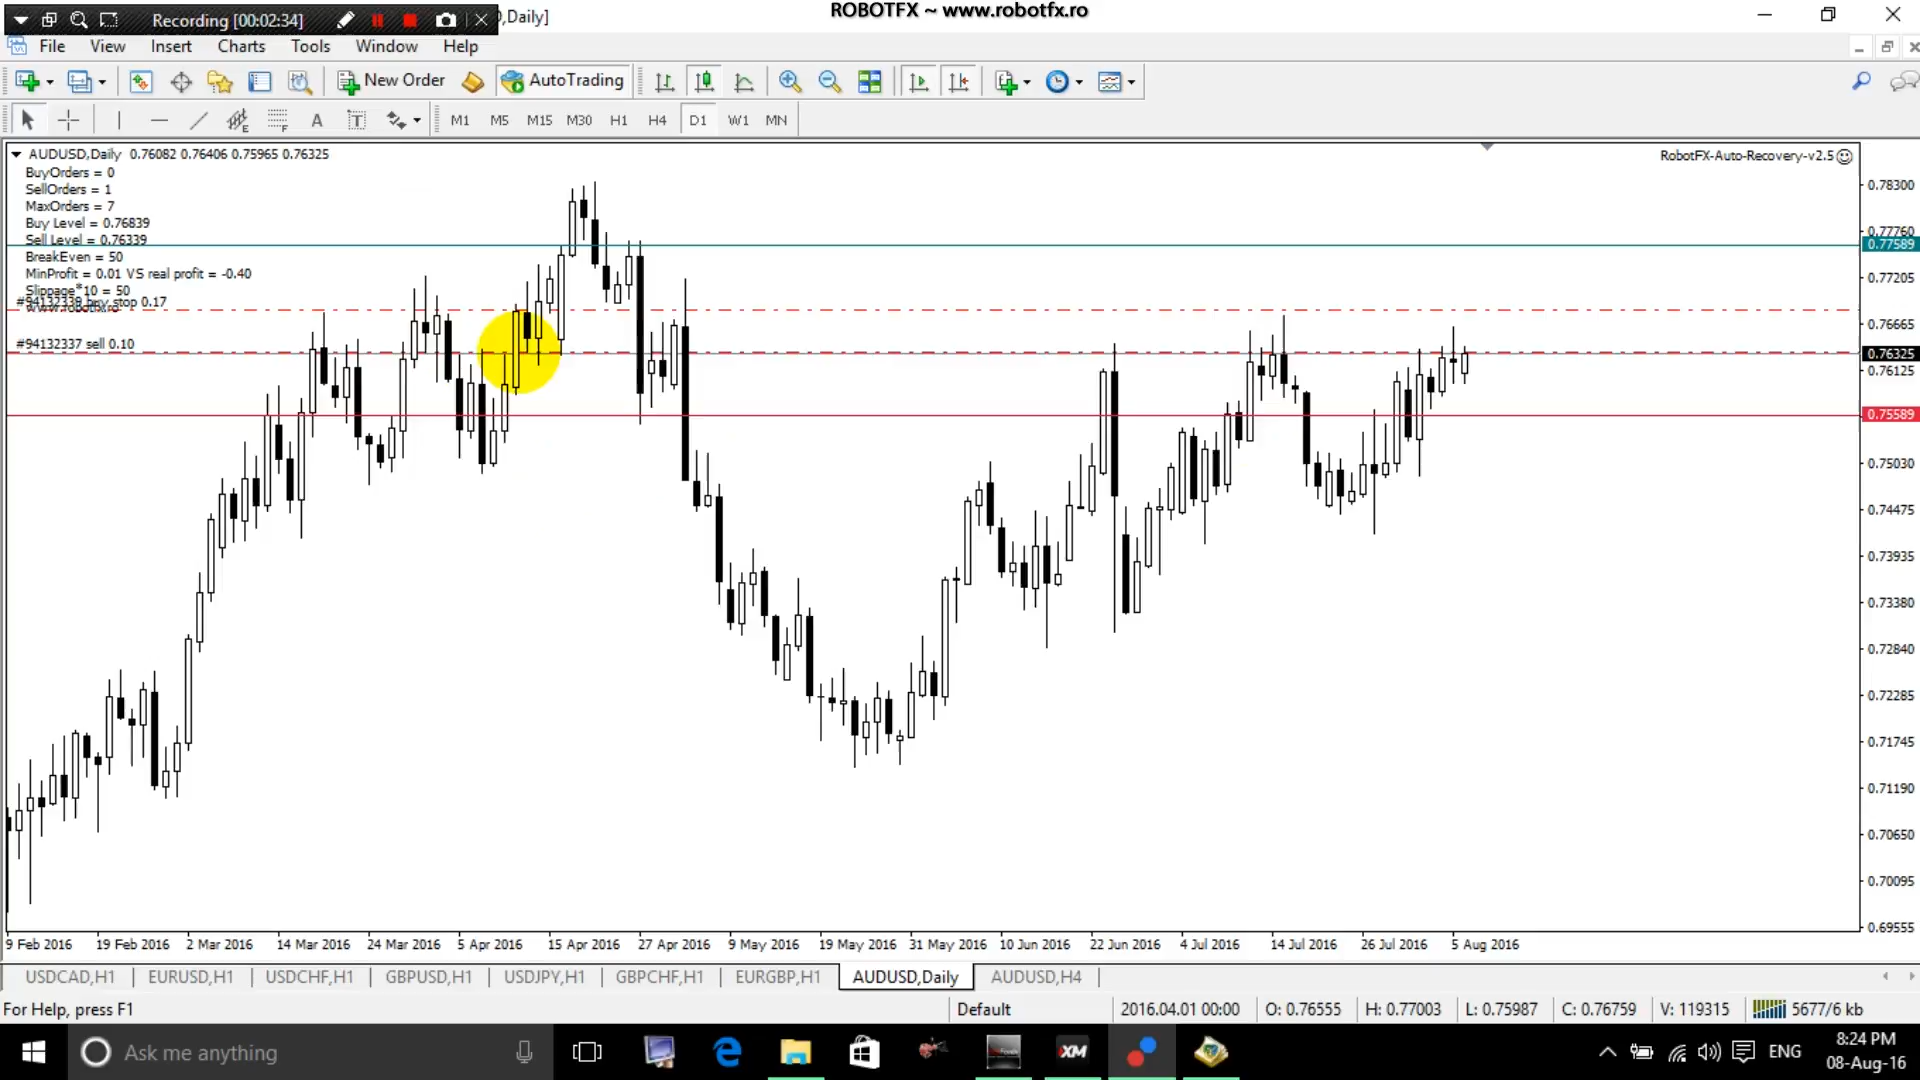 ROBOTFX ~ www.robotfx.ro
Recording [00:02:34]
,Daily]
File View Insert Charts Tools Window Help
New Order AutoTrading
M1 M5 M15 M30 H1 H4 D1 W1 MN
AUDUSD,Daily 0.76082 0.76406 0.75965 0.76325
RobotFX-Auto-Recovery-v2.5
BuyOrders = 0
SellOrders = 1
MaxOrders = 7
Buy Level = 0.76839
Sell Level = 0.76339
BreakEven = 50
MinProfit = 0.01 VS real profit = -0.40
Slippage*10 = 50
#94132339 buy stop 0.17
www.robotfx.ro
#94132337 sell 0.10
0.78300
0.77760
0.77589
0.77205
0.76665
0.76325
0.76125
0.75589
0.75030
0.74475
0.73935
0.73380
0.72840
0.72285
0.71745
0.71190
0.70650
0.70095
0.69555
9 Feb 2016 19 Feb 2016 2 Mar 2016 14 Mar 2016 24 Mar 2016 5 Apr 2016 15 Apr 2016 27 Apr 2016 9 May 2016 19 May 2016 31 May 2016 10 Jun 2016 22 Jun 2016 4 Jul 2016 14 Jul 2016 26 Jul 2016 5 Aug 2016
USDCAD,H1 EURUSD,H1 USDCHF,H1 GBPUSD,H1 USDJPY,H1 GBPCHF,H1 EURGBP,H1 AUDUSD,Daily AUDUSD,H4
For Help, press F1 Default 2016.04.01 00:00 O: 0.76555 H: 0.77003 L: 0.75987 C: 0.76759 V: 119315 5677/6 kb
Ask me anything
XM
ENG
8:24 PM
08-Aug-16